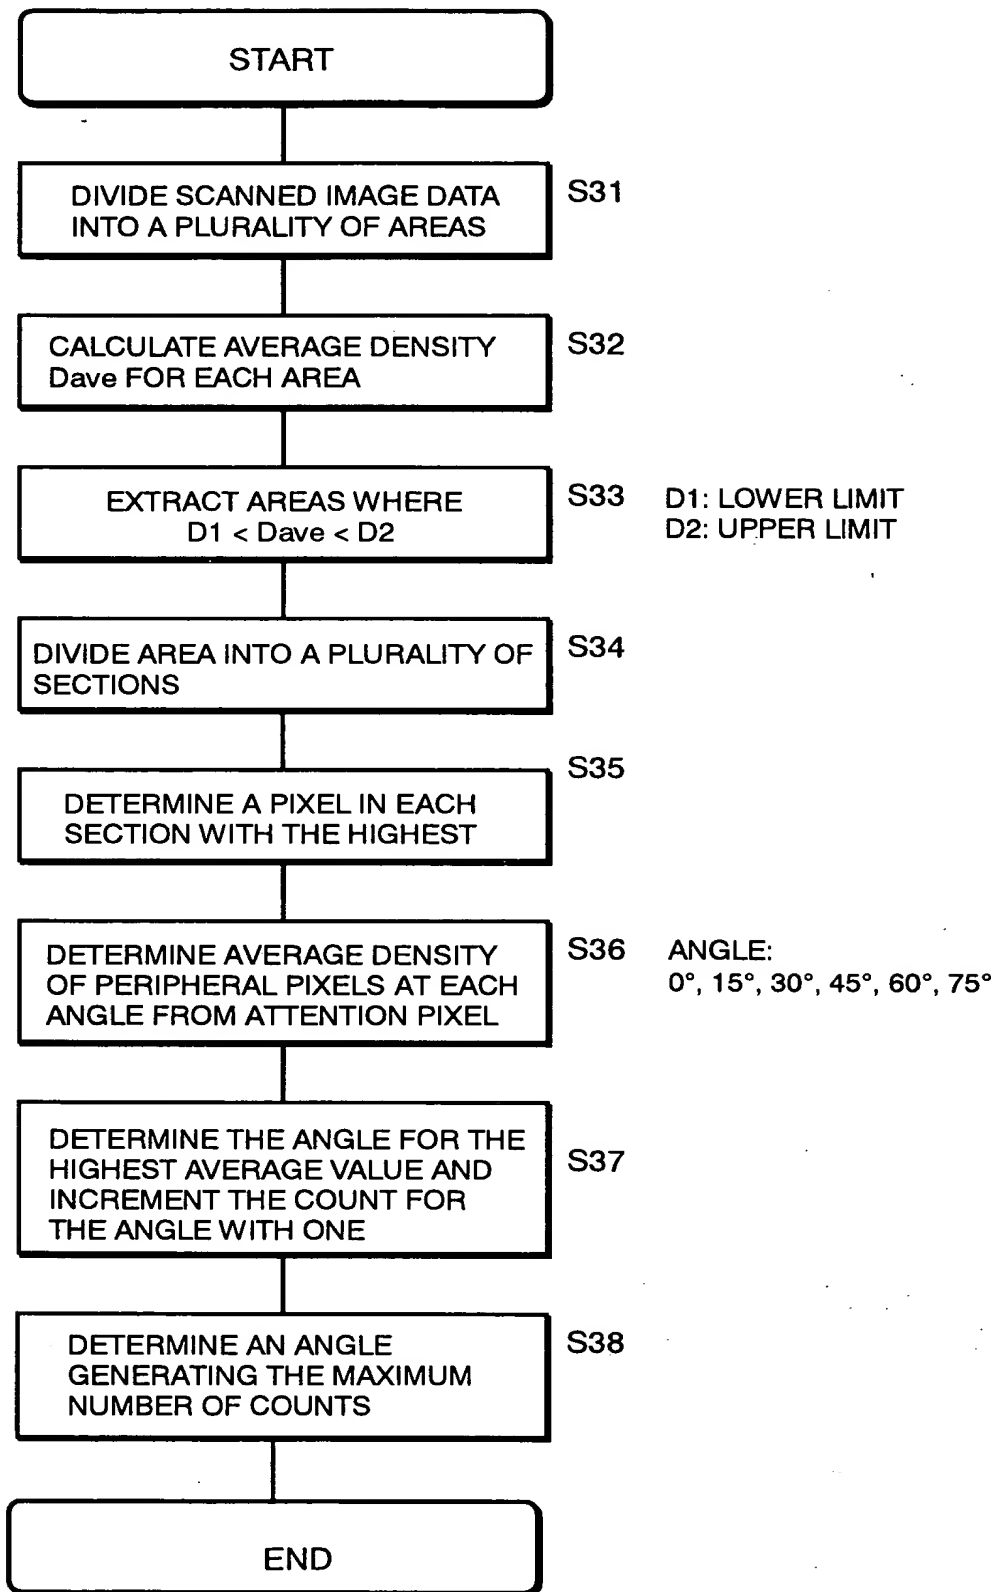 START
DIVIDE SCANNED IMAGE DATA
INTO A PLURALITY OF AREAS
S31
CALCULATE AVERAGE DENSITY
Dave FOR EACH AREA
S32
EXTRACT AREAS WHERE
D1 < Dave < D2
S33
D1: LOWER LIMIT
D2: UPPER LIMIT
DIVIDE AREA INTO A PLURALITY OF
SECTIONS
S34
S35
DETERMINE A PIXEL IN EACH
SECTION WITH THE HIGHEST
DETERMINE AVERAGE DENSITY
OF PERIPHERAL PIXELS AT EACH
ANGLE FROM ATTENTION PIXEL
S36
ANGLE:
0°, 15°, 30°, 45°, 60°, 75°
DETERMINE THE ANGLE FOR THE
HIGHEST AVERAGE VALUE AND
INCREMENT THE COUNT FOR
THE ANGLE WITH ONE
S37
DETERMINE AN ANGLE
GENERATING THE MAXIMUM
NUMBER OF COUNTS
S38
END